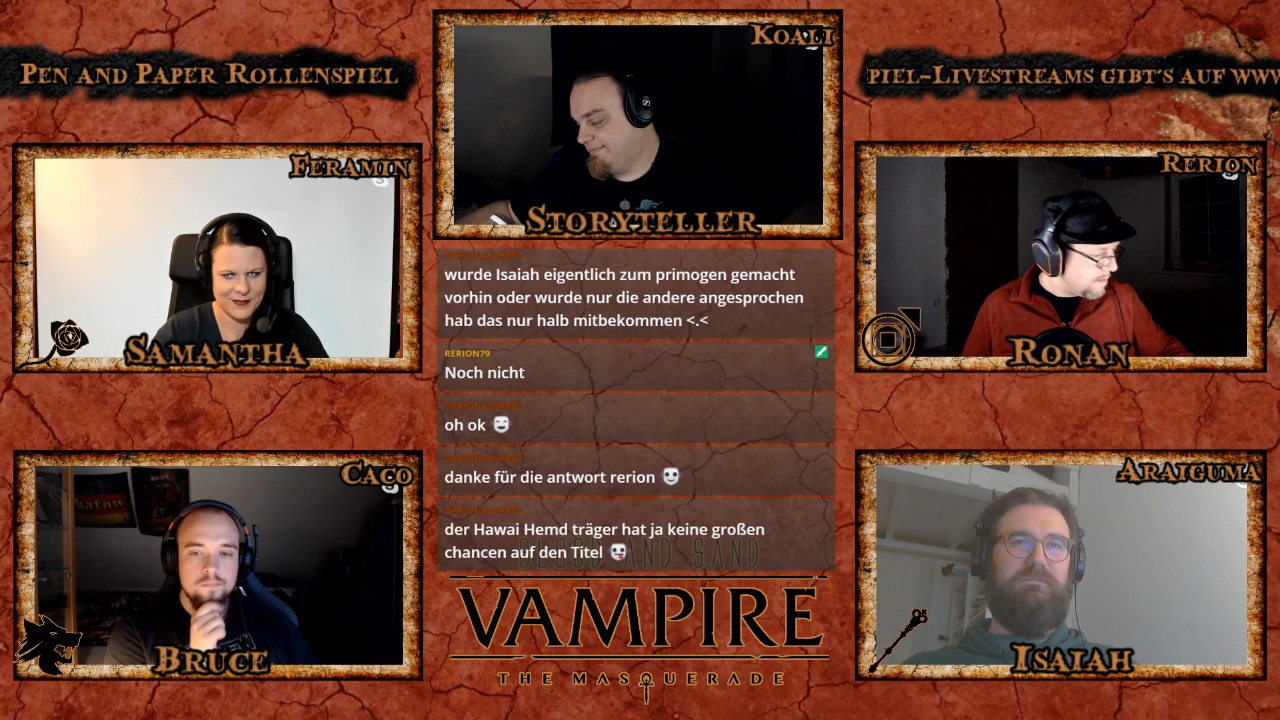 Koali
Pen and Paper Rollenspiel
piel-Livestreams gibt's auf www
Feramin
Rerion
Storyteller
wurde Isaiah eigentlich zum primogen gemacht
vorhin oder wurde nur die andere angesprochen
hab das nur halb mitbekommen <.<
RERION79
Noch nicht
Samantha
Ronan
oh ok
danke für die antwort rerion
Caco
Araiguma
der Hawai Hemd träger hat ja keine großen
chancen auf den Titel
BLOOD AND SAND
VAMPIRE
THE MASQUERADE
Bruce
Isaiah